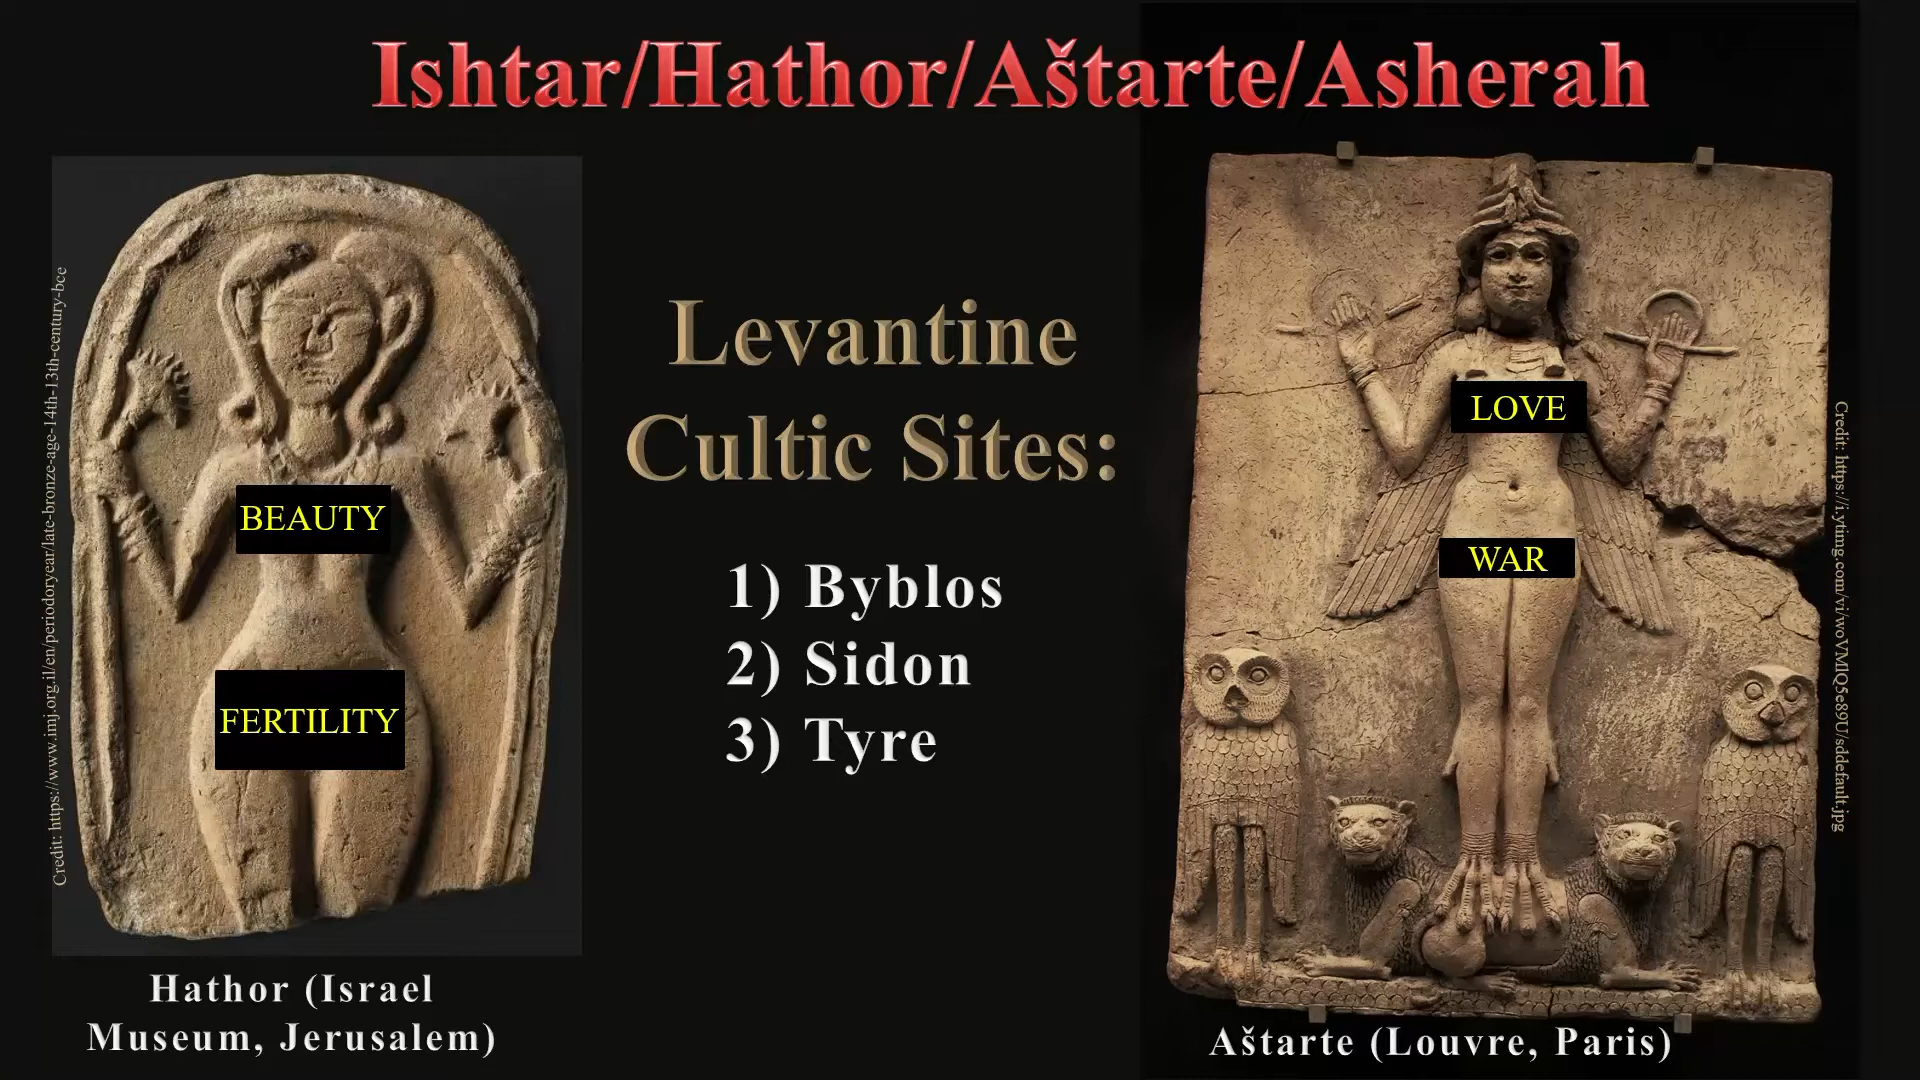 Ishtar/Hathor/Aštarte/Asherah
Credit: https://www.imj.org.il/en/periodoryear/late-bronze-age-14th-13th-century-bce
BEAUTY
FERTILITY
Hathor (Israel
Museum, Jerusalem)
Levantine
Cultic Sites:
1) Byblos
2) Sidon
3) Tyre
LOVE
WAR
Credit: https://i.ytimg.com/vi/woVMlQ5e89U/sddefault.jpg
Aštarte (Louvre, Paris)